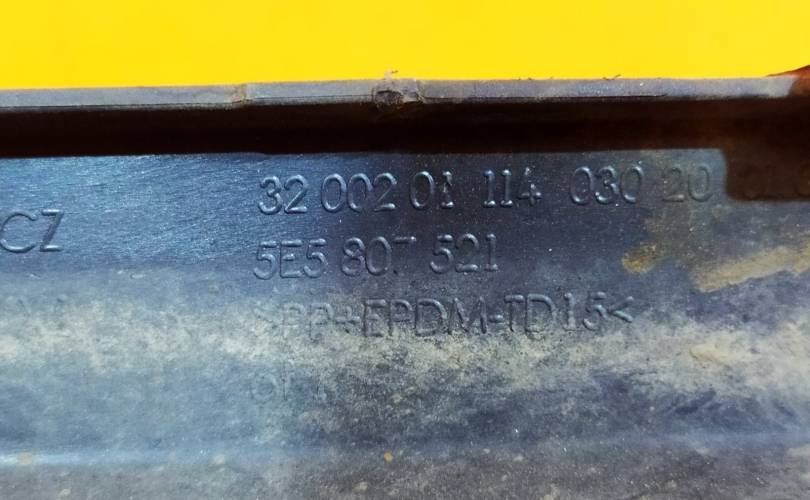 32 002 01 114 030 20
CZ
5E5 807 521
>PP+EPDM-TD15<